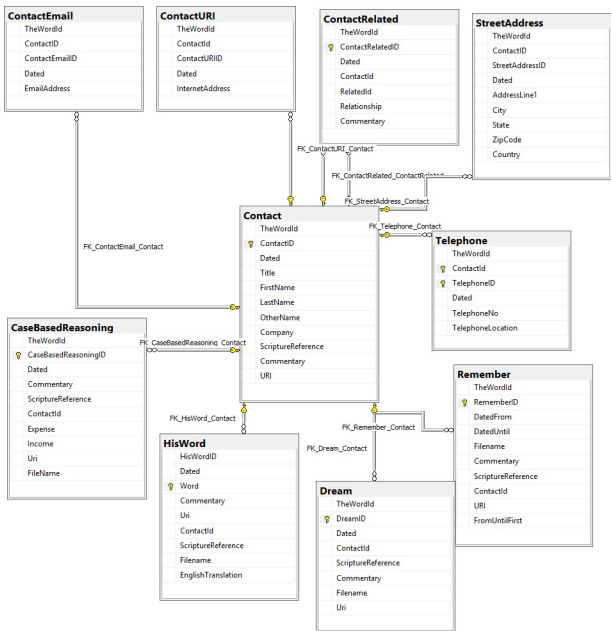 ContactEmail
TheWordId
ContactID
ContactEmailID
Dated
EmailAddress
ContactURI
TheWordId
ContactId
ContactURIID
Dated
InternetAddress
ContactRelated
TheWordId
ContactRelatedID
Dated
ContactId
RelatedId
Relationship
Commentary
StreetAddress
TheWordId
ContactID
StreetAddressID
Dated
AddressLine1
City
State
ZipCode
Country
FK_ContactURI_Contact
FK_ContactRelated_ContactRelated
FK_StreetAddress_Contact
FK_Telephone_Contact
FK_ContactEmail_Contact
Contact
TheWordId
ContactID
Dated
Title
FirstName
LastName
OtherName
Company
ScriptureReference
Commentary
URI
Telephone
TheWordId
ContactId
TelephoneID
Dated
TelephoneNo
TelephoneLocation
CaseBasedReasoning
TheWordId
CaseBasedReasoningID
Dated
Commentary
ScriptureReference
ContactId
Expense
Income
Uri
FileName
FK_CaseBasedReasoning_Contact
FK_HisWord_Contact
FK_Remember_Contact
FK_Dream_Contact
HisWord
HisWordID
Dated
Word
Commentary
Uri
ContactId
ScriptureReference
Filename
EnglishTranslation
Dream
TheWordId
DreamID
Dated
ContactId
ScriptureReference
Commentary
Filename
Uri
Remember
TheWordId
RememberID
DatedFrom
DatedUntil
Filename
Commentary
ScriptureReference
ContactId
URI
FromUntilFirst